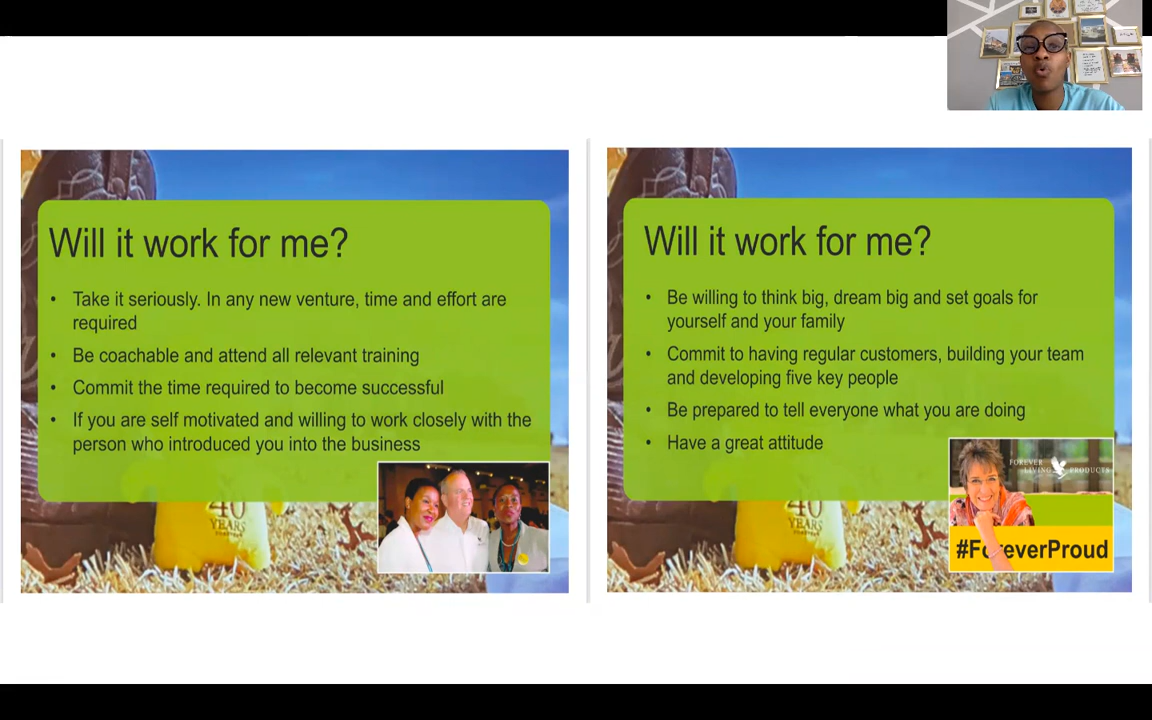 Will it work for me?
• Take it seriously. In any new venture, time and effort are
required
• Be coachable and attend all relevant training
• Commit the time required to become successful
• If you are self motivated and willing to work closely with the
person who introduced you into the business
40
YEARS
Will it work for me?
• Be willing to think big, dream big and set goals for
yourself and your family
• Commit to having regular customers, building your team
and developing five key people
• Be prepared to tell everyone what you are doing
• Have a great attitude
FOREVER
LIVING PRODUCTS
#ForeverProud
40
YEARS